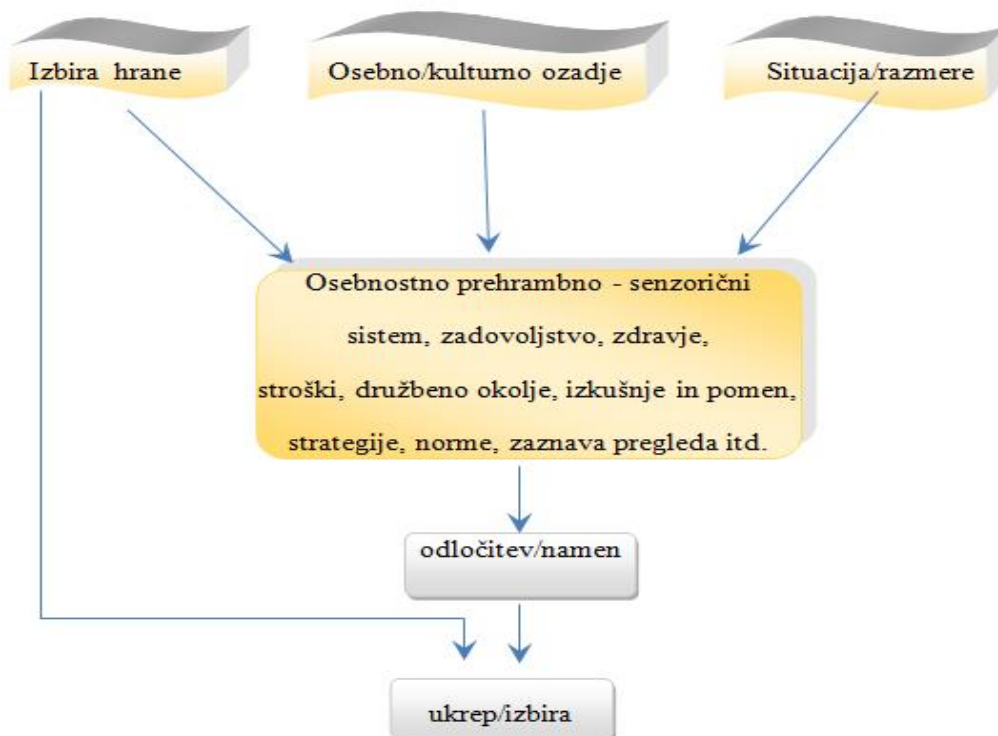 Izbira hrane
Osebno/kulturno ozadje
Situacija/razmere
Osebnostno prehrambno - senzorični
sistem, zadovoljstvo, zdravje,
stroški, družbeno okolje, izkušnje in pomen,
strategije, norme, zaznava pregleda itd.
odločitev/namen
ukrep/izbira